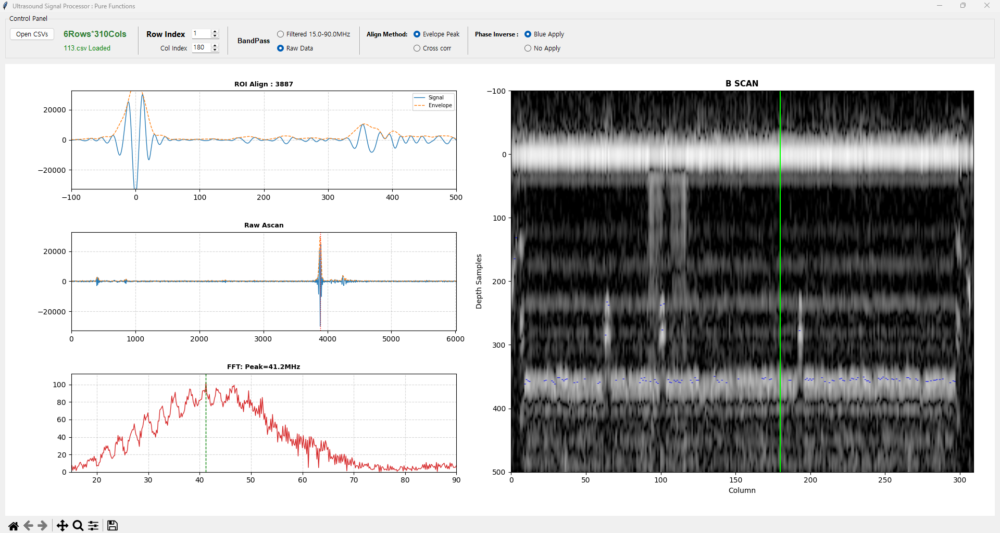 Ultrasound Signal Processor : Pure Functions
Control Panel
Open CSVs
6Rows*310Cols
113.csv Loaded
Row Index 1
Col Index 180
BandPass
Filtered 15.0-90.0MHz
Raw Data
Align Method:
Evelope Peak
Cross corr
Phase Inverse :
Blue Apply
No Apply
ROI Align : 3887
Signal
Envelope
20000
0
−20000
−100 0 100 200 300 400 500
Raw Ascan
20000
0
−20000
0 1000 2000 3000 4000 5000 6000
FFT: Peak=41.2MHz
100
80
60
40
20
0
20 30 40 50 60 70 80 90
B SCAN
Depth Samples
−100
0
100
200
300
400
500
0 50 100 150 200 250 300
Column